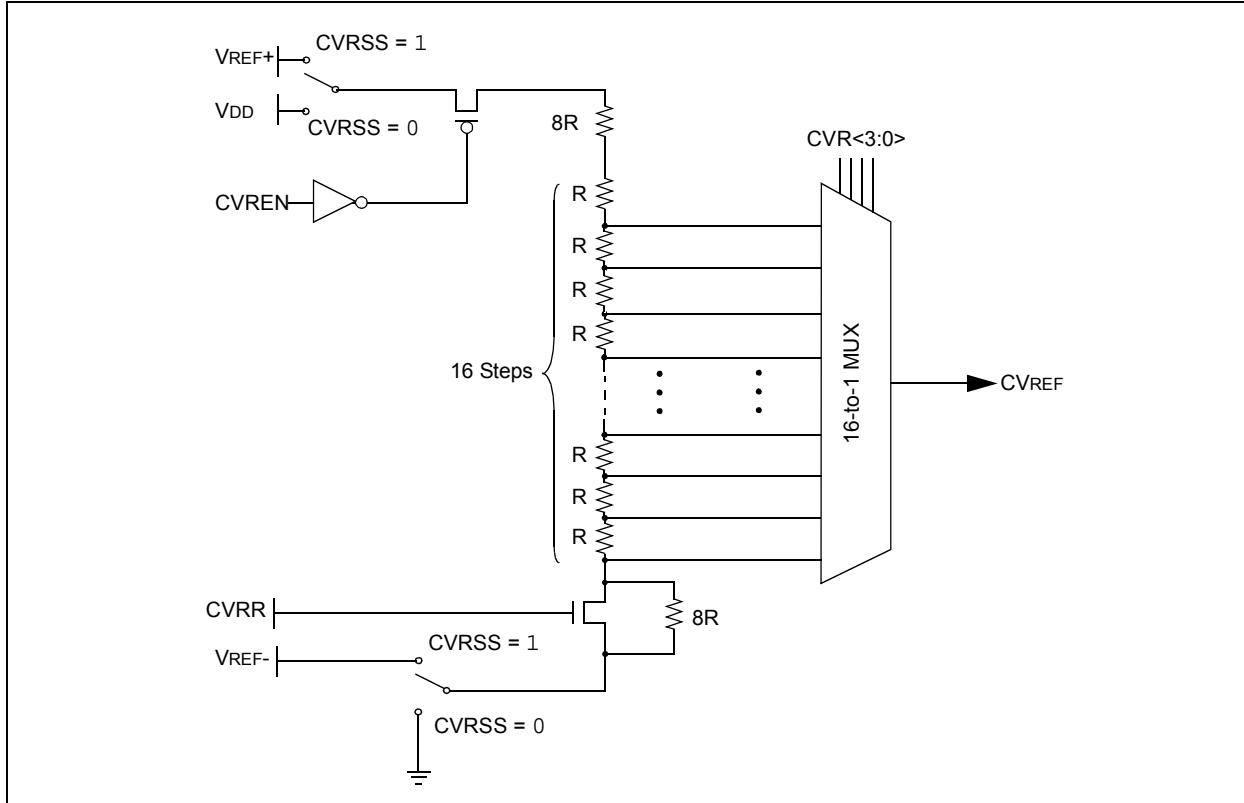 VREF+
CVRSS = 1
VDD
CVRSS = 0
8R
CVREN
CVR<3:0>
R
R
R
R
16 Steps
16-to-1 MUX
CVREF
R
R
R
CVRR
8R
VREF-
CVRSS = 1
CVRSS = 0